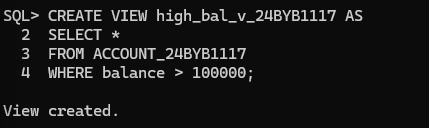 SQL> CREATE VIEW high_bal_v_24BYB1117 AS
  2  SELECT *
  3  FROM ACCOUNT_24BYB1117
  4  WHERE balance > 100000;
View created.